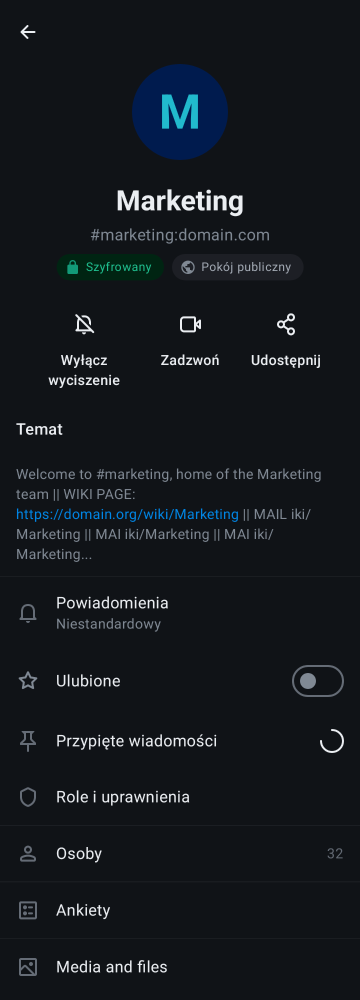 M
Marketing
#marketing:domain.com
Szyfrowany
Pokój publiczny
Wyłącz
wyciszenie
Zadzwoń
Udostępnij
Temat
Welcome to #marketing, home of the Marketing
team || WIKI PAGE:
https://domain.org/wiki/Marketing || MAIL iki/
Marketing || MAI iki/Marketing || MAI iki/
Marketing...
Powiadomienia
Niestandardowy
Ulubione
Przypięte wiadomości
Role i uprawnienia
Osoby 32
Ankiety
Media and files